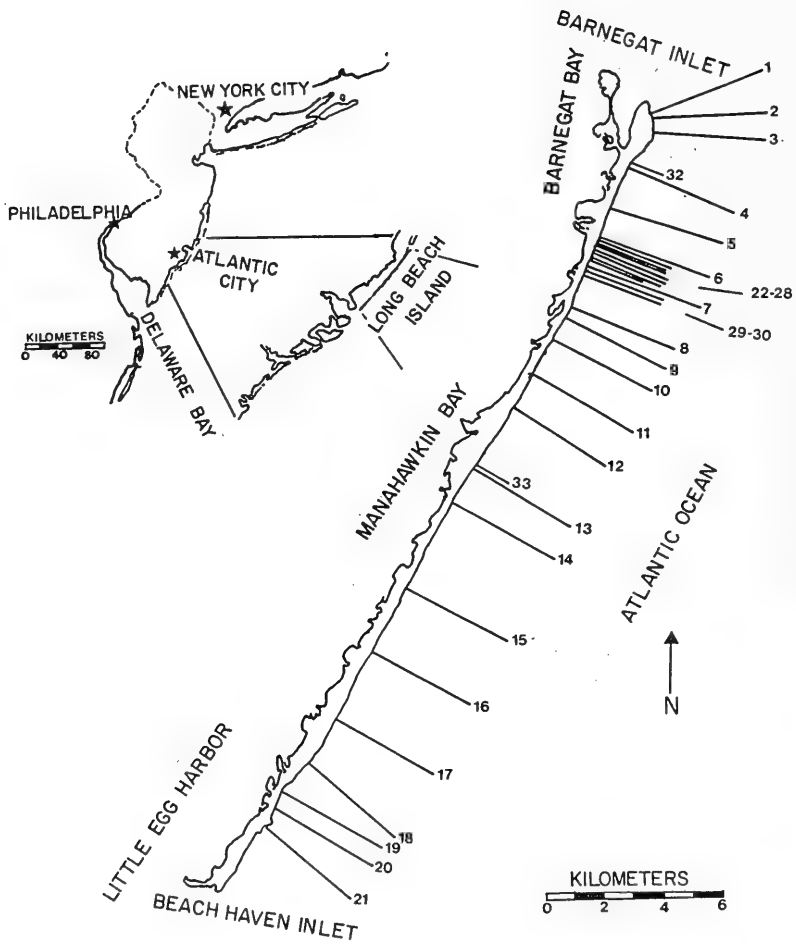 BARNEGAT INLET
BARNEGAT BAY
NEW YORK CITY
PHILADELPHIA
ATLANTIC
CITY
LONG BEACH
ISLAND
DELAWARE BAY
KILOMETERS
0 40 80
1
2
3
32
4
5
6
22-28
7
29-30
8
9
10
11
12
MANAHAWKIN BAY
33
13
14
ATLANTIC OCEAN
15
16
N
17
LITTLE EGG HARBOR
18
19
20
21
BEACH HAVEN INLET
KILOMETERS
0 2 4 6